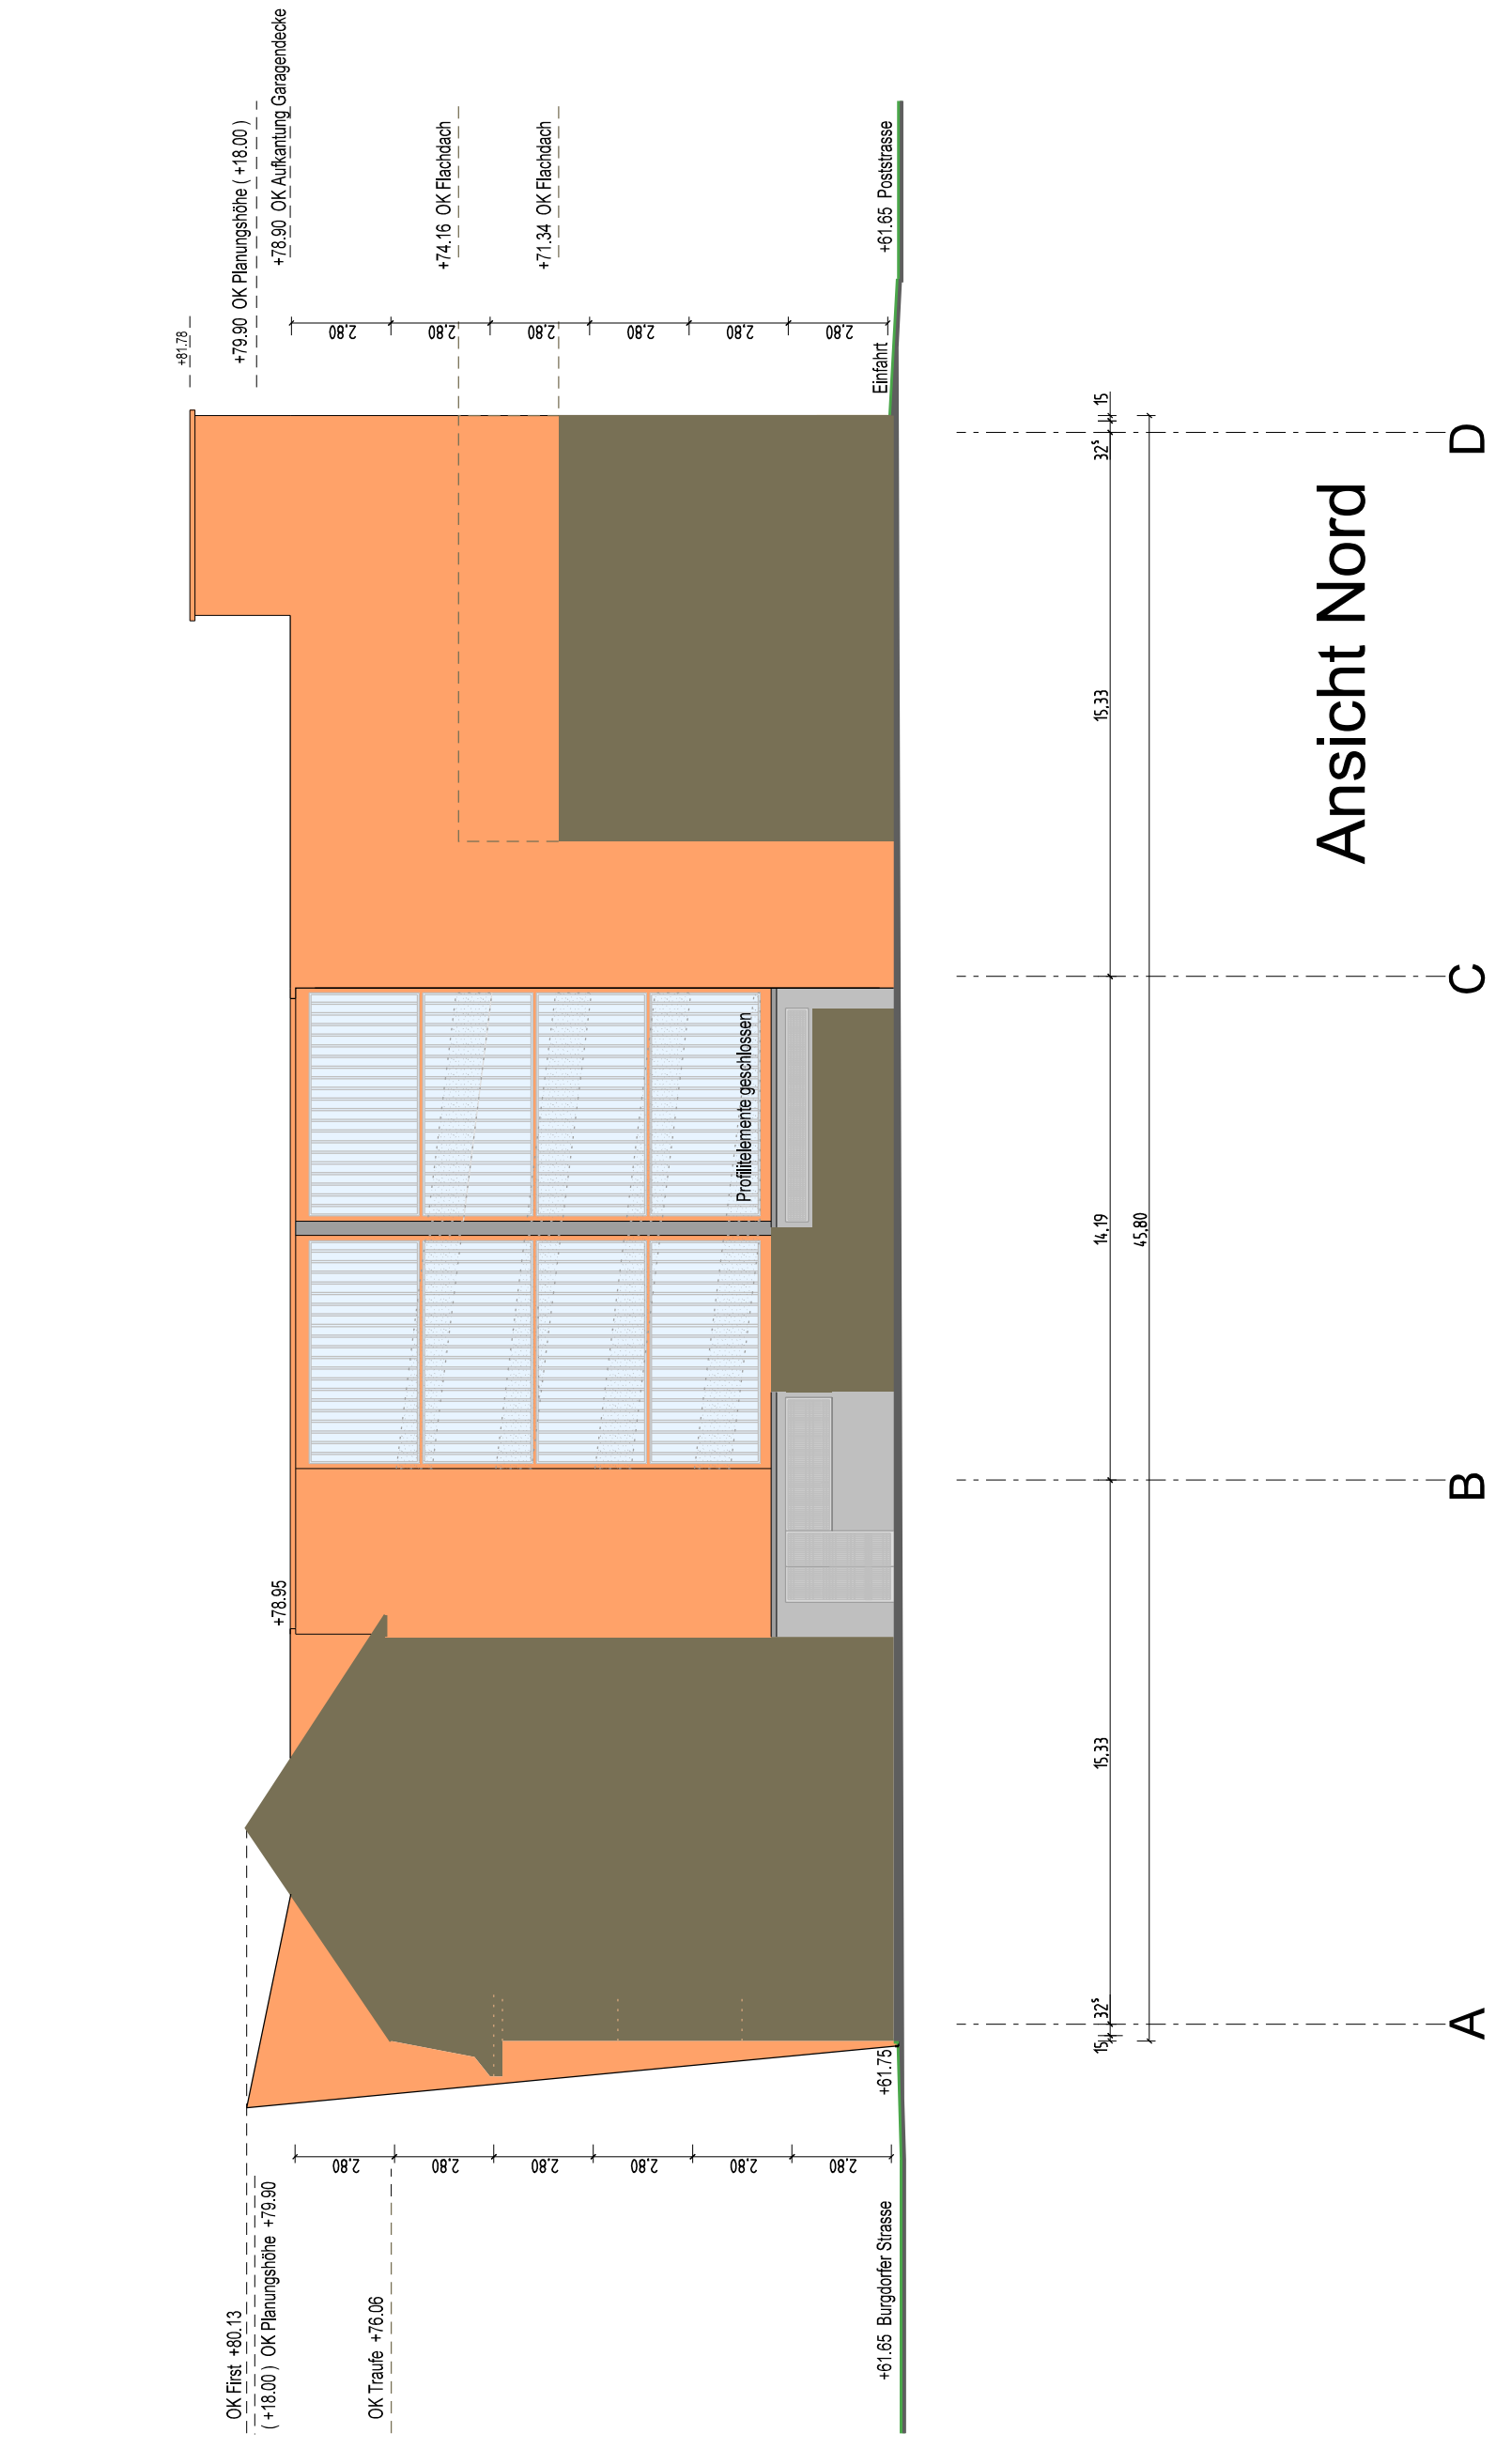 +81.78
+79.90 OK Planungshöhe ( +18.00 )
+78.90 OK Aufkantung Garagendecke
+74.16 OK Flachdach
+71.34 OK Flachdach
+61.65 Poststrasse
Einfahrt
2.80
2.80
2.80
2.80
2.80
2.80
OK First +80.13
( +18.00 ) OK Planungshöhe +79.90
OK Traufe +76.06
+61.65 Burgdorfer Strasse
+61.75
+78.95
2.80
2.80
2.80
2.80
2.80
2.80
Profilitelemente geschlossen
15 32⁵ 15.33 14.19 15.33 32⁵ 15
45.80
Ansicht Nord
A B C D